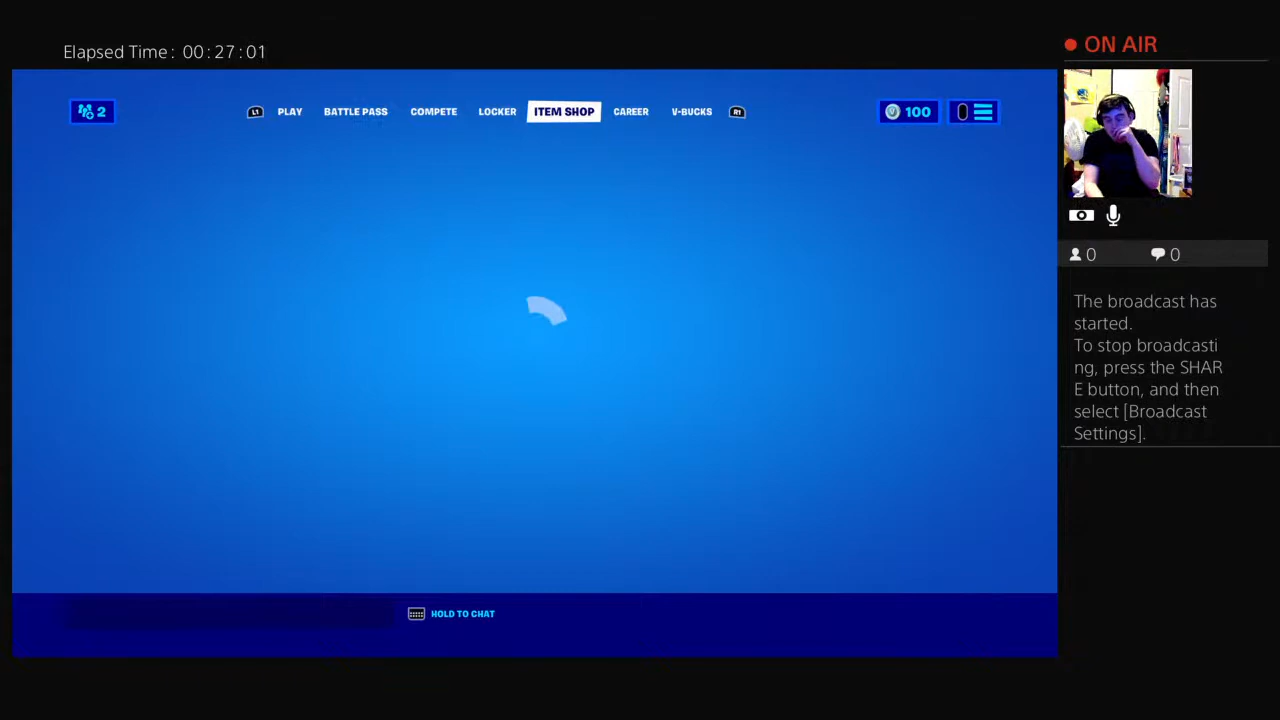 Elapsed Time: 00:27:01
ON AIR
2
L1 PLAY BATTLE PASS COMPETE LOCKER ITEM SHOP CAREER V-BUCKS R1
100
0 0
The broadcast has
started.
To stop broadcasti
ng, press the SHAR
E button, and then
select [Broadcast
Settings].
HOLD TO CHAT